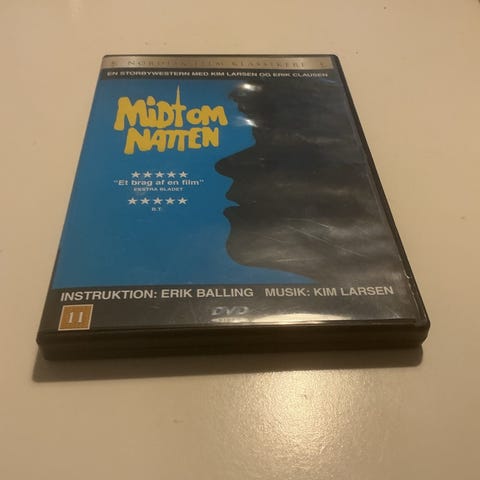 NORDISK FILM KLASSIKERE
EN STORBYWESTERN MED KIM LARSEN OG ERIK CLAUSEN
MiDT OM
NATTEN
★★★★★
"Et brag af en film"
EKSTRA BLADET
★★★★★
B.T.
INSTRUKTION: ERIK BALLING MUSIK: KIM LARSEN
11
DVD
VIDEO